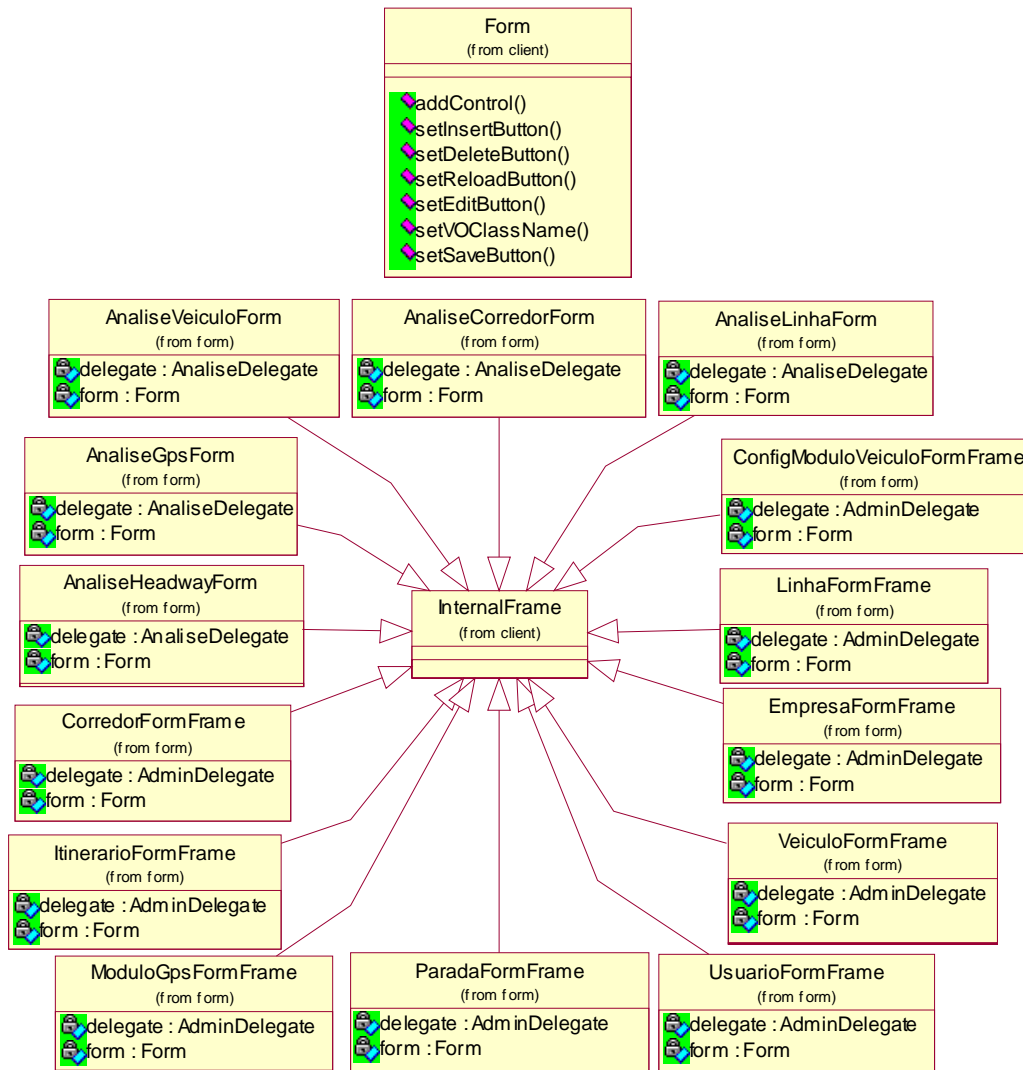 Form
(from client)
addControl()
setInsertButton()
setDeleteButton()
setReloadButton()
setEditButton()
setVOClassName()
setSaveButton()
AnaliseVeiculoForm
(from form)
delegate : AnaliseDelegate
form : Form
AnaliseCorredorForm
(from form)
delegate : AnaliseDelegate
form : Form
AnaliseLinhaForm
(from form)
delegate : AnaliseDelegate
form : Form
AnaliseGpsForm
(from form)
delegate : AnaliseDelegate
form : Form
ConfigModuloVeiculoFormFrame
(from form)
delegate : AdminDelegate
form : Form
AnaliseHeadwayForm
(from form)
delegate : AnaliseDelegate
form : Form
InternalFrame
(from client)
LinhaFormFrame
(from form)
delegate : AdminDelegate
form : Form
CorredorFormFrame
(from form)
delegate : AdminDelegate
form : Form
EmpresaFormFrame
(from form)
delegate : AdminDelegate
form : Form
ItinerarioFormFrame
(from form)
delegate : AdminDelegate
form : Form
VeiculoFormFrame
(from form)
delegate : AdminDelegate
form : Form
ModuloGpsFormFrame
(from form)
delegate : AdminDelegate
form : Form
ParadaFormFrame
(from form)
delegate : AdminDelegate
form : Form
UsuarioFormFrame
(from form)
delegate : AdminDelegate
form : Form